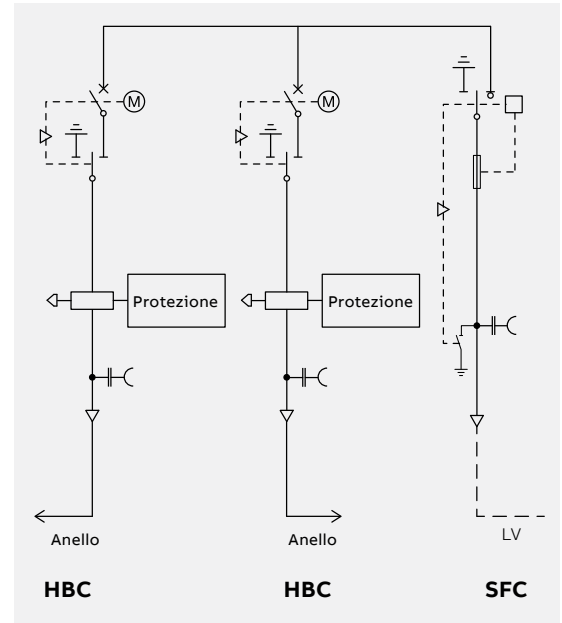 M
M
Protezione
Protezione
Anello
Anello
LV
HBC
HBC
SFC